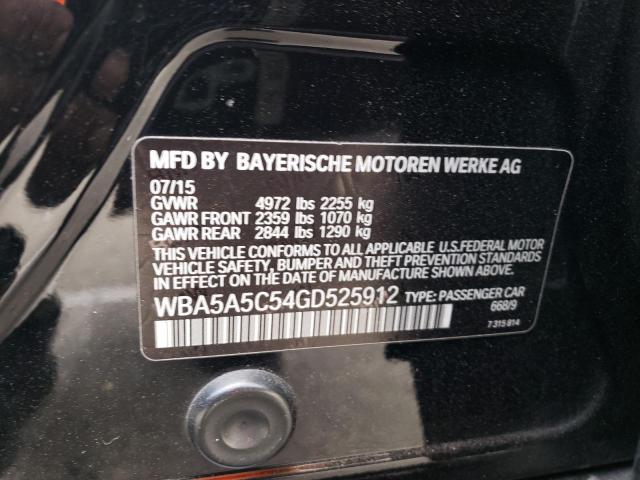 MFD BY BAYERISCHE MOTOREN WERKE AG
07/15
GVWR 4972 lbs 2255 kg
GAWR FRONT 2359 lbs 1070 kg
GAWR REAR 2844 lbs 1290 kg
THIS VEHICLE CONFORMS TO ALL APPLICABLE U.S.FEDERAL MOTOR
VEHICLE SAFETY, BUMPER AND THEFT PREVENTION STANDARDS
IN EFFECT ON THE DATE OF MANUFACTURE SHOWN ABOVE.
WBA5A5C54GD525912 TYPE: PASSENGER CAR
668/9
7 315 814